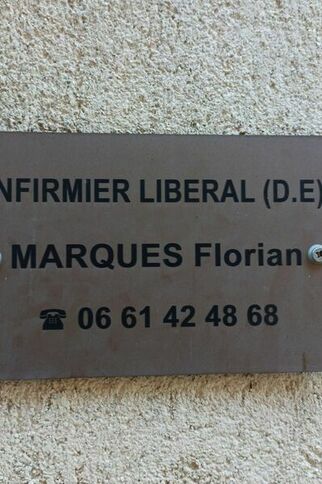 NFIRMIER LIBERAL (D.E)
MARQUES Florian
☎ 06 61 42 48 68